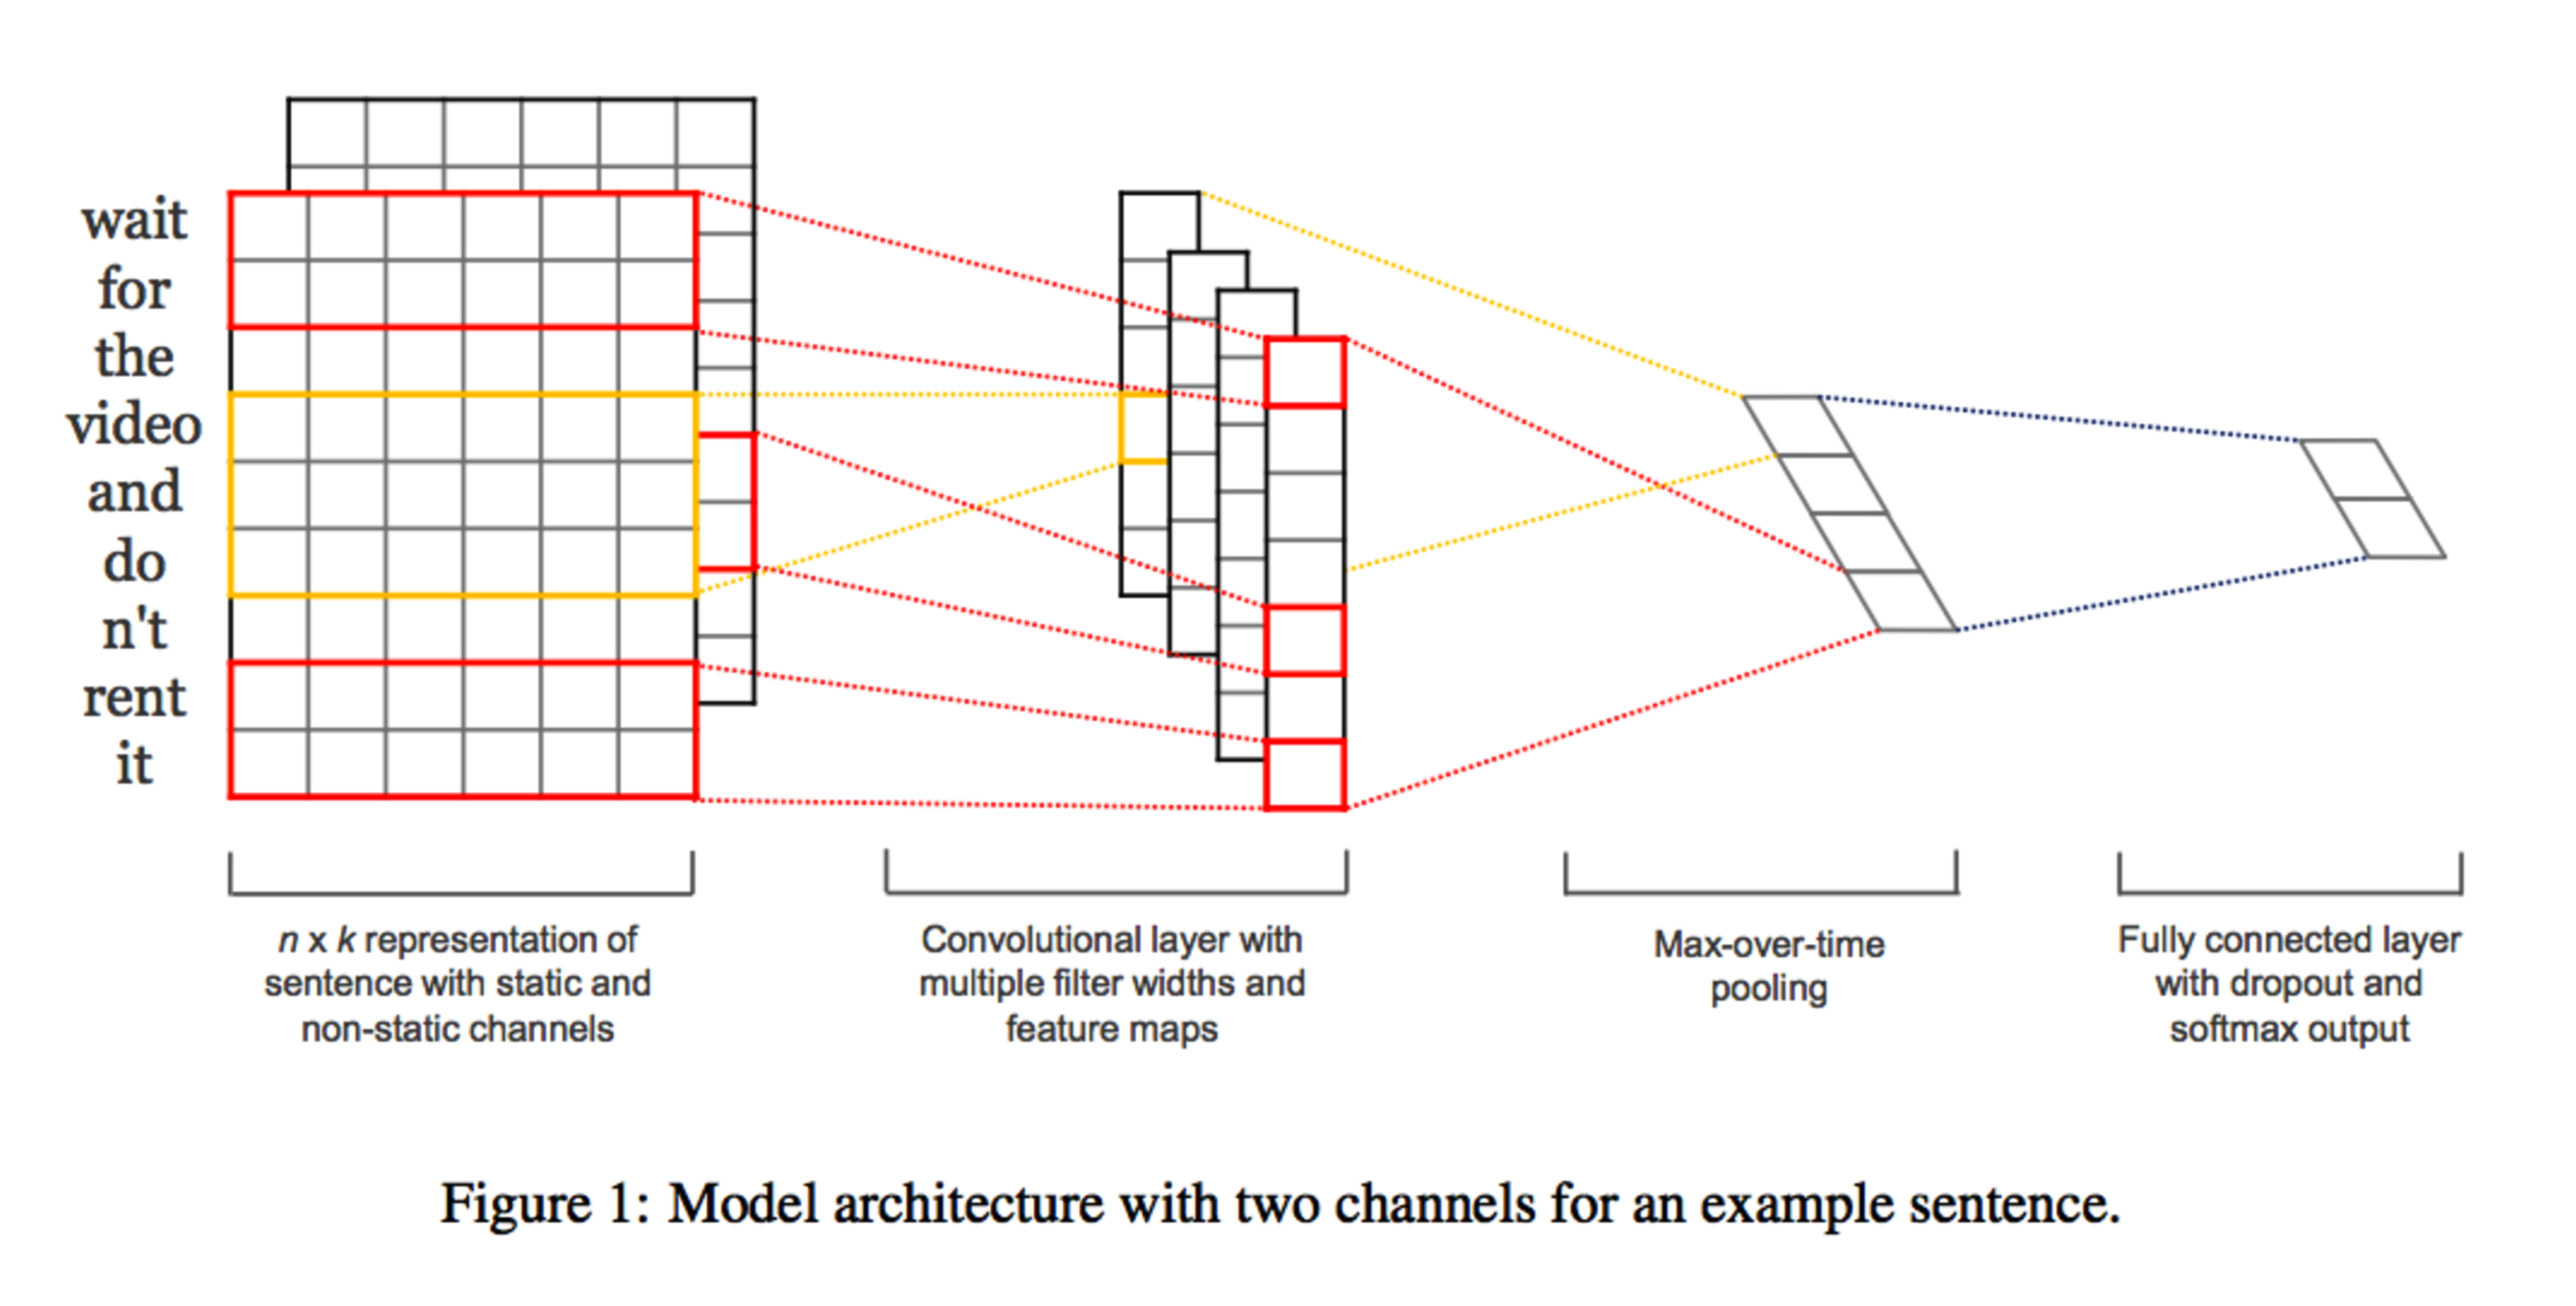 wait
for
the
video
and
do
n't
rent
it
n x k representation of
sentence with static and
non-static channels
Convolutional layer with
multiple filter widths and
feature maps
Max-over-time
pooling
Fully connected layer
with dropout and
softmax output
Figure 1: Model architecture with two channels for an example sentence.